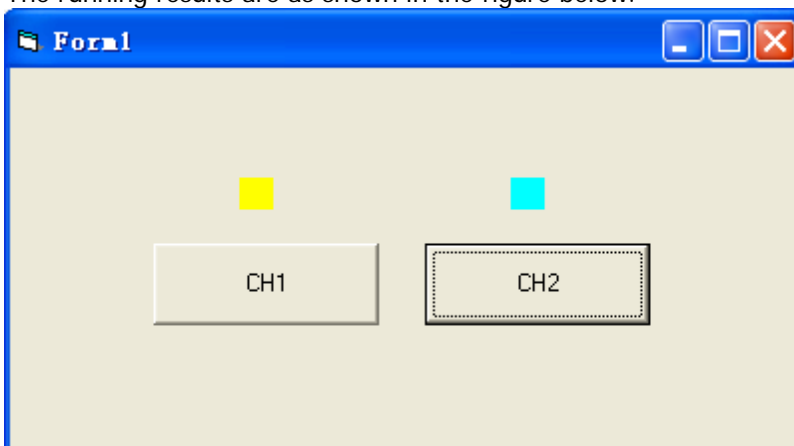 The running results are as shown in the figure below:
Form1
CH1
CH2